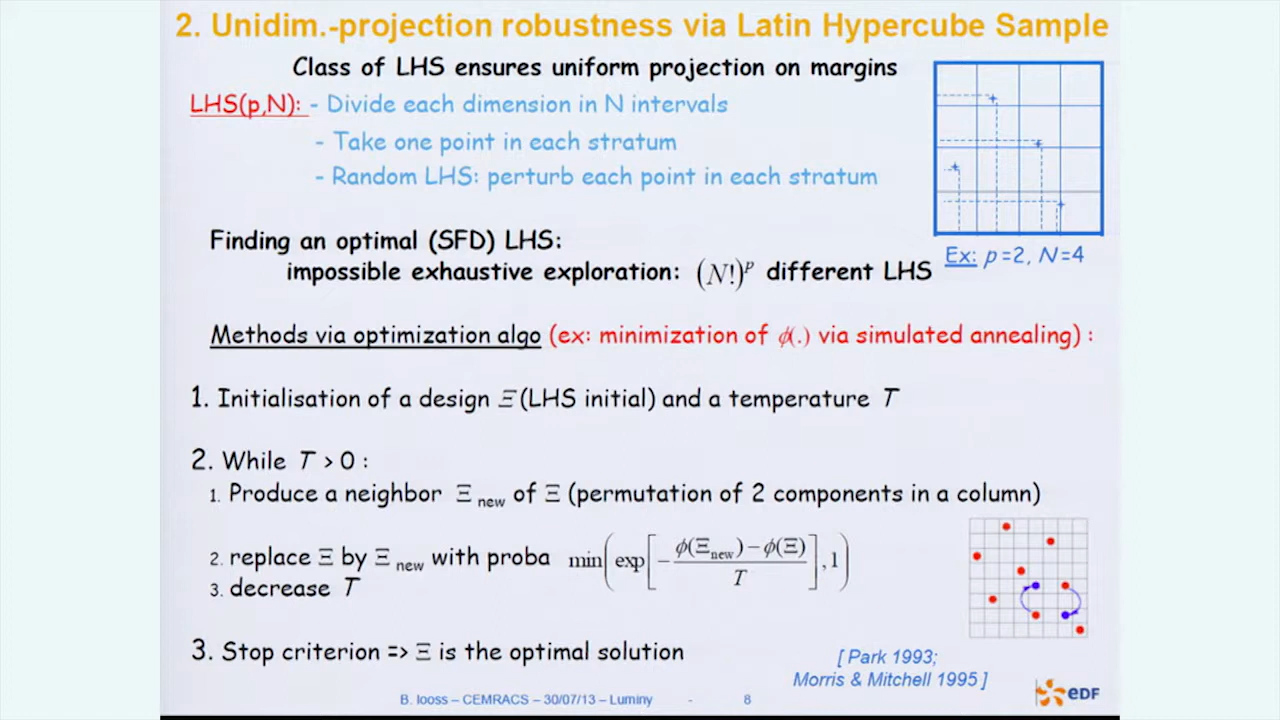 2. Unidim.-projection robustness via Latin Hypercube Sample
Class of LHS ensures uniform projection on margins
LHS(p,N): - Divide each dimension in N intervals
- Take one point in each stratum
- Random LHS: perturb each point in each stratum
Ex: p=2, N=4
Finding an optimal (SFD) LHS:
impossible exhaustive exploration: (N!)^p different LHS
Methods via optimization algo (ex: minimization of ϕ(.) via simulated annealing) :
1. Initialisation of a design Ξ (LHS initial) and a temperature T
2. While T > 0 :
1. Produce a neighbor Ξ_new of Ξ (permutation of 2 components in a column)
2. replace Ξ by Ξ_new with proba min(exp[-(ϕ(Ξ_new)-ϕ(Ξ))/T],1)
3. decrease T
3. Stop criterion => Ξ is the optimal solution
[ Park 1993;
Morris & Mitchell 1995 ]
B. Iooss – CEMRACS – 30/07/13 – Luminy - 8
eDF